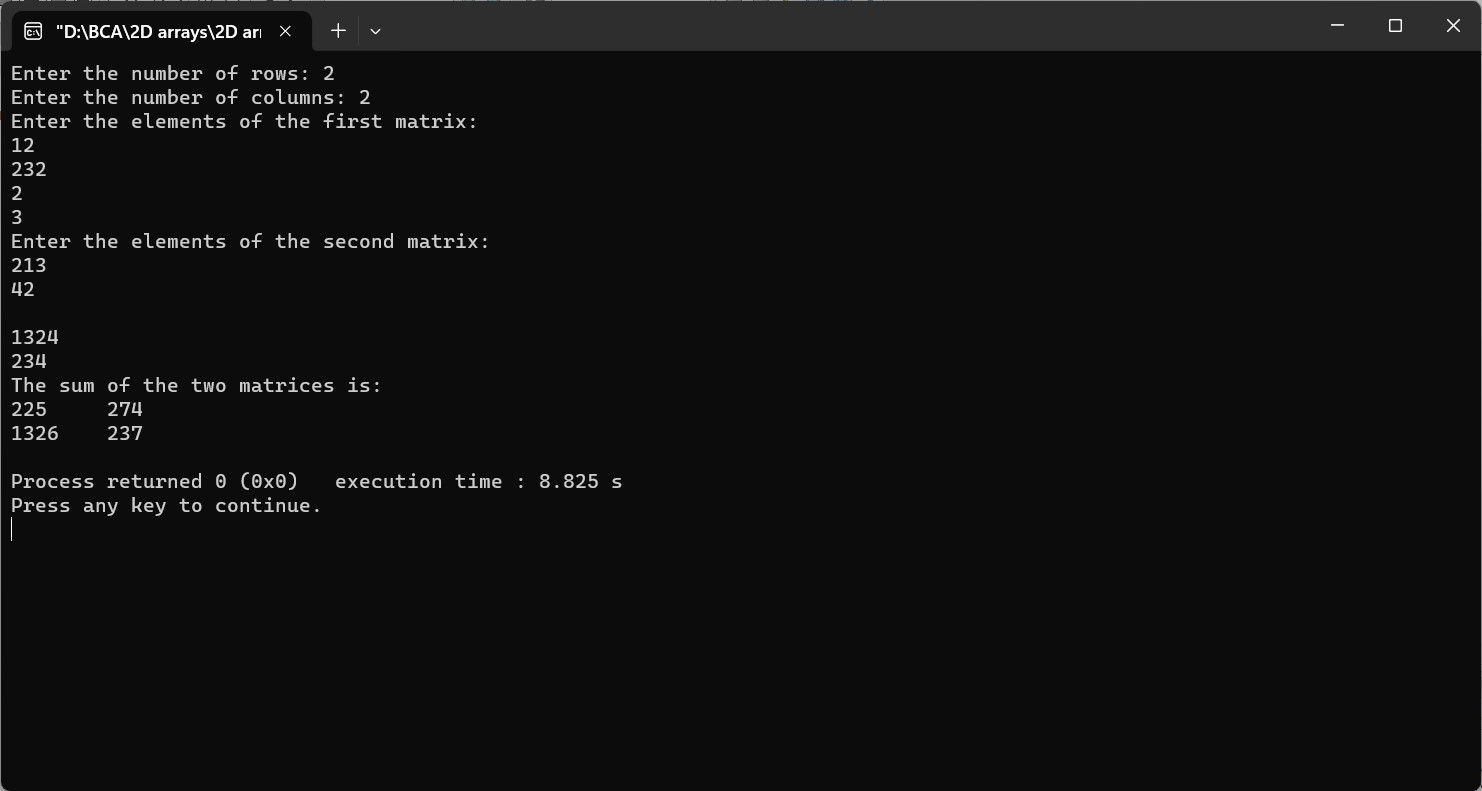 "D:\BCA\2D arrays\2D ar
Enter the number of rows: 2
Enter the number of columns: 2
Enter the elements of the first matrix:
12
232
2
3
Enter the elements of the second matrix:
213
42

1324
234
The sum of the two matrices is:
225     274
1326    237

Process returned 0 (0x0)   execution time : 8.825 s
Press any key to continue.